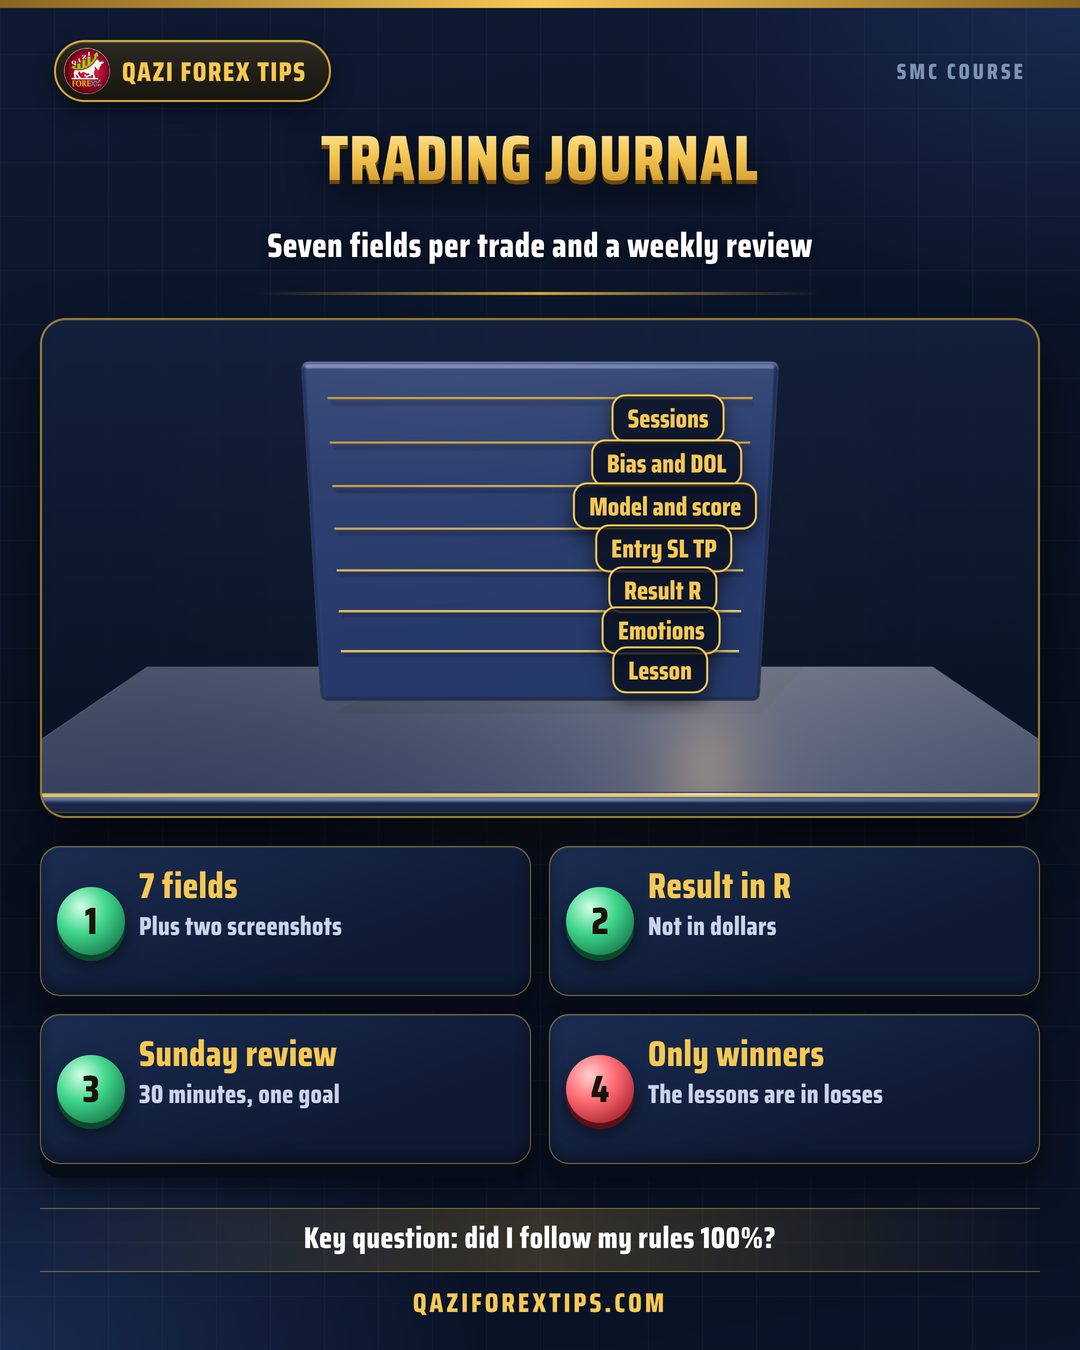 QAZI FOREX TIPS
SMC COURSE
TRADING JOURNAL
Seven fields per trade and a weekly review
Sessions
Bias and DOL
Model and score
Entry SL TP
Result R
Emotions
Lesson
1
7 fields
Plus two screenshots
2
Result in R
Not in dollars
3
Sunday review
30 minutes, one goal
4
Only winners
The lessons are in losses
Key question: did I follow my rules 100%?
QAZIFOREXTIPS.COM